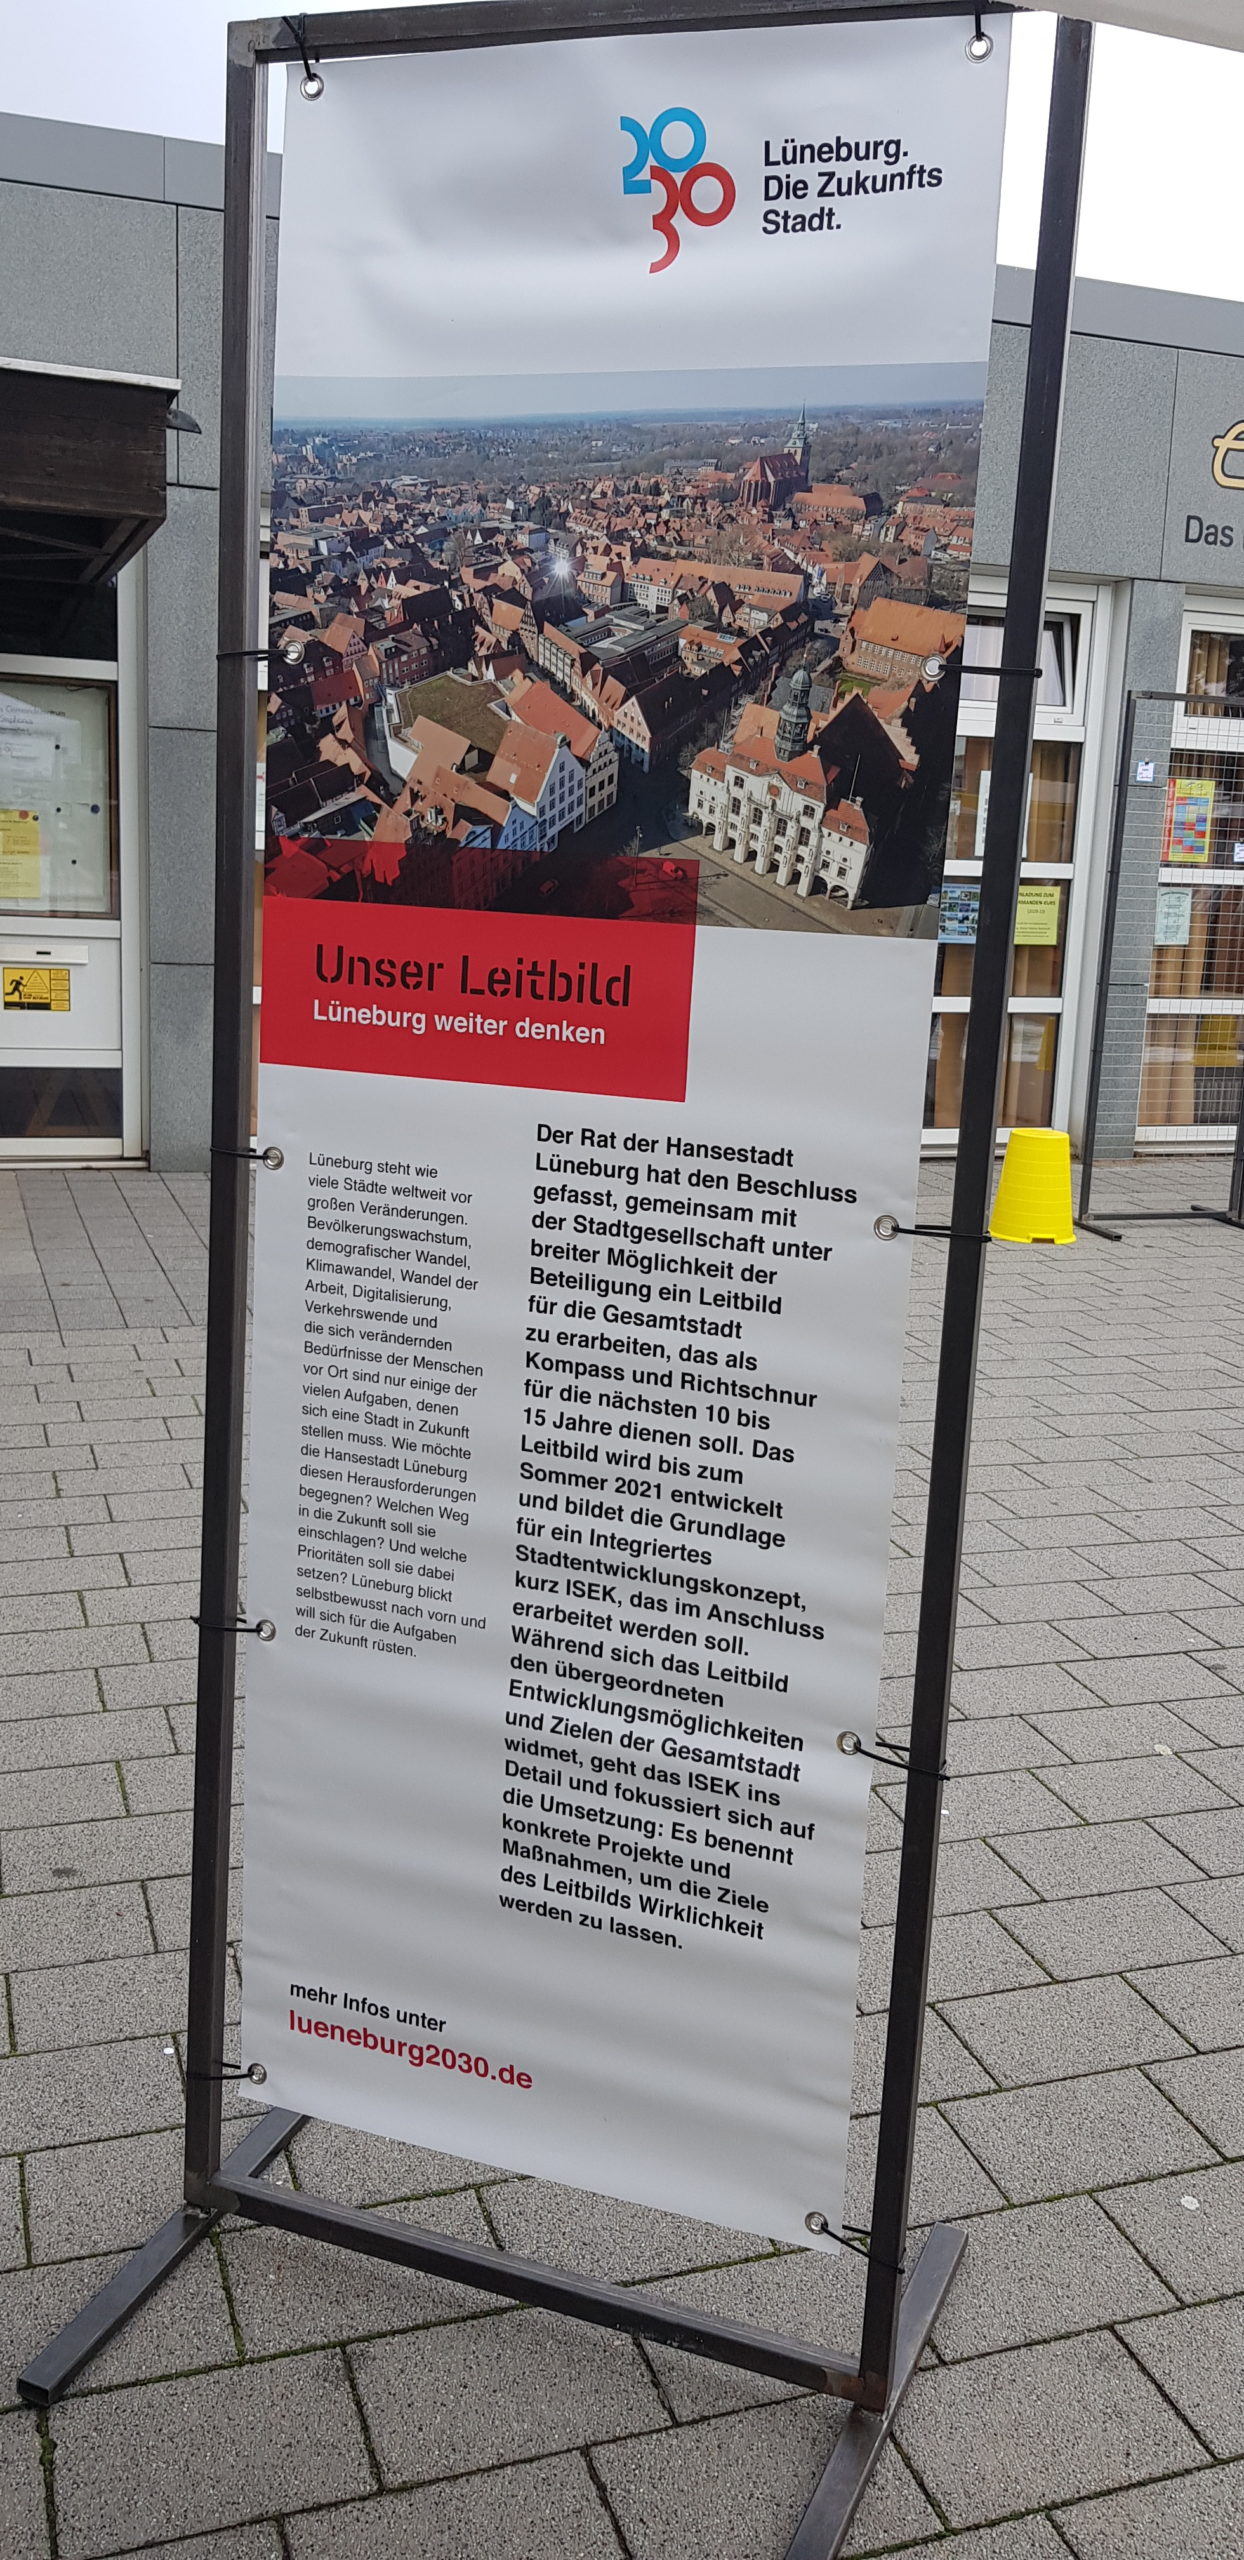 2030
Lüneburg.
Die Zukunfts
Stadt.
Das
Unser Leitbild
Lüneburg weiter denken
Lüneburg steht wie
viele Städte weltweit vor
großen Veränderungen.
Bevölkerungswachstum,
demografischer Wandel,
Klimawandel, Wandel der
Arbeit, Digitalisierung,
Verkehrswende und
die sich verändernden
Bedürfnisse der Menschen
vor Ort sind nur einige der
vielen Aufgaben, denen
sich eine Stadt in Zukunft
stellen muss. Wie möchte
die Hansestadt Lüneburg
diesen Herausforderungen
begegnen? Welchen Weg
in die Zukunft soll sie
einschlagen? Und welche
Prioritäten soll sie dabei
setzen? Lüneburg blickt
selbstbewusst nach vorn und
will sich für die Aufgaben
der Zukunft rüsten.
Der Rat der Hansestadt
Lüneburg hat den Beschluss
gefasst, gemeinsam mit
der Stadtgesellschaft unter
breiter Möglichkeit der
Beteiligung ein Leitbild
für die Gesamtstadt
zu erarbeiten, das als
Kompass und Richtschnur
für die nächsten 10 bis
15 Jahre dienen soll. Das
Leitbild wird bis zum
Sommer 2021 entwickelt
und bildet die Grundlage
für ein Integriertes
Stadtentwicklungskonzept,
kurz ISEK, das im Anschluss
erarbeitet werden soll.
Während sich das Leitbild
den übergeordneten
Entwicklungsmöglichkeiten
und Zielen der Gesamtstadt
widmet, geht das ISEK ins
Detail und fokussiert sich auf
die Umsetzung: Es benennt
konkrete Projekte und
Maßnahmen, um die Ziele
des Leitbilds Wirklichkeit
werden zu lassen.
mehr Infos unter
lueneburg2030.de